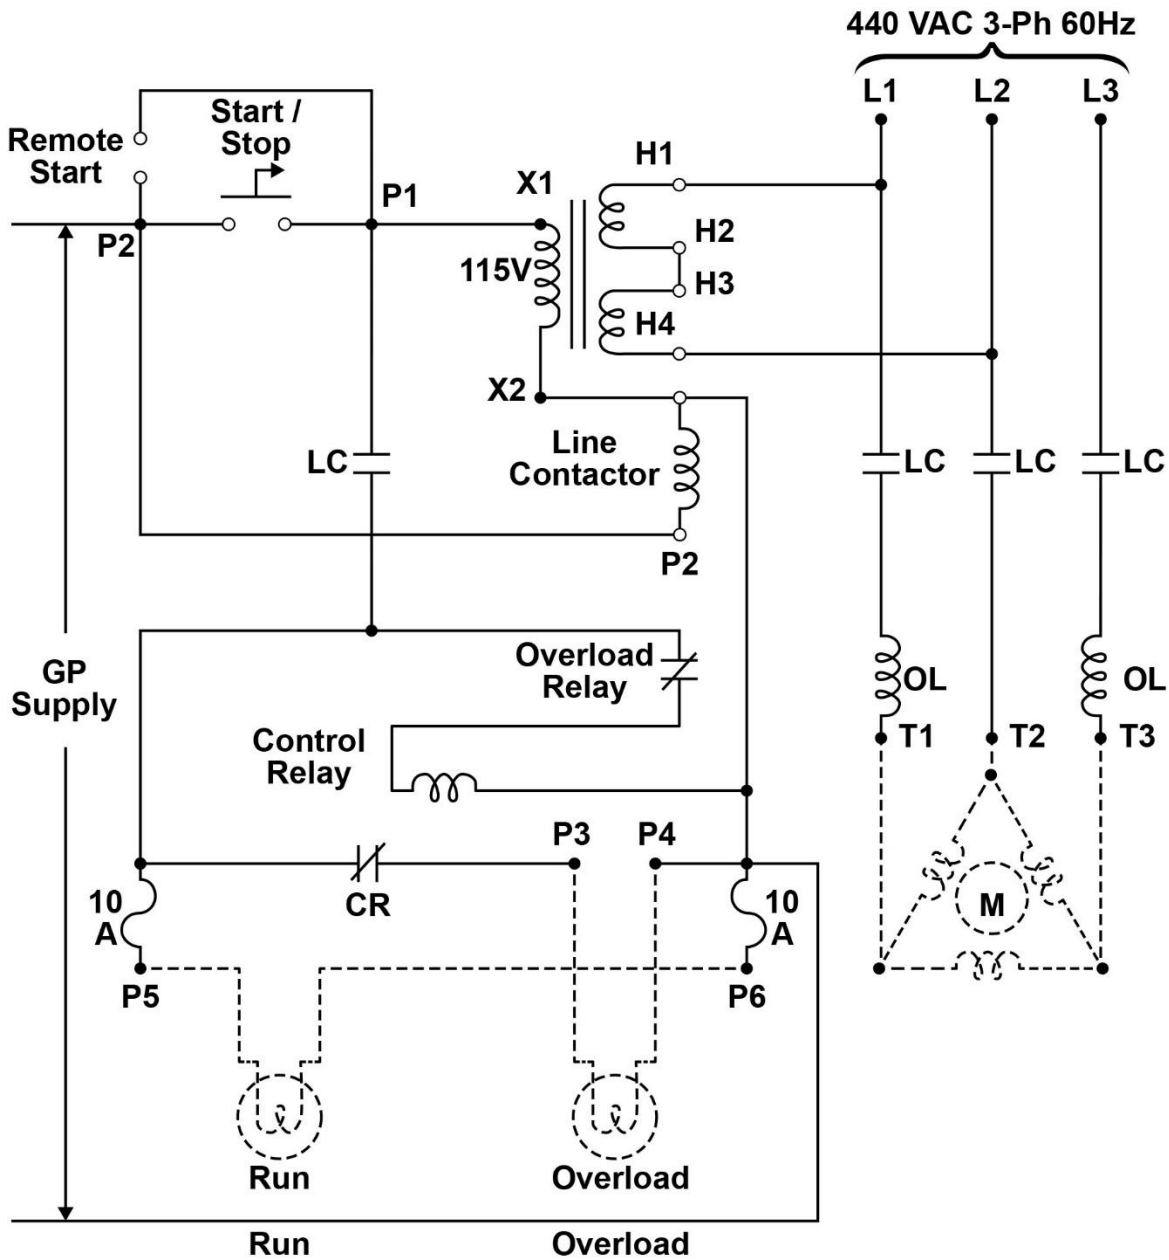 440 VAC 3-Ph 60Hz
L1
L2
L3
Remote
Start
Start /
Stop
P1
P2
X1
115V
X2
H1
H2
H3
H4
Line
Contactor
P2
LC
LC
LC
LC
GP
Supply
Overload
Relay
Control
Relay
OL
OL
T1
T2
T3
P3
P4
CR
10
A
10
A
M
P5
P6
Run
Overload
Run
Overload